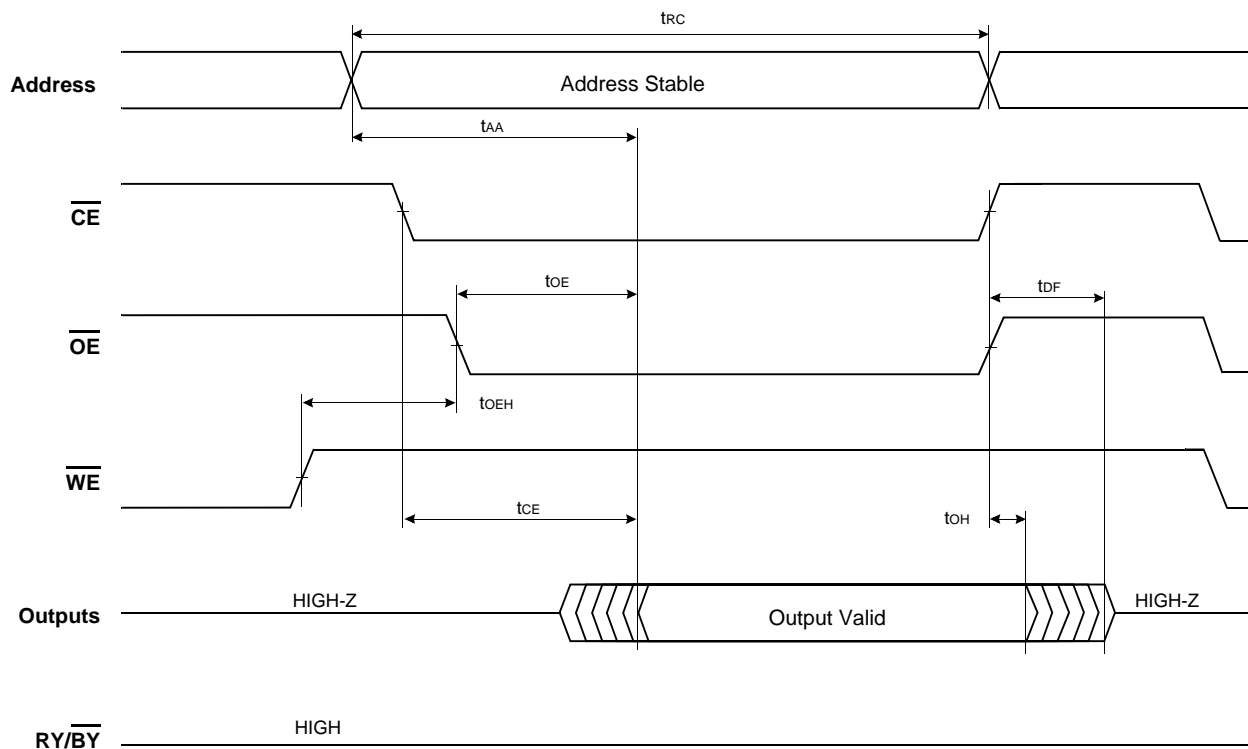 tRC
Address
Address Stable
tAA
CE
tOE
tDF
OE
tOEH
WE
tCE
tOH
HIGH-Z
HIGH-Z
Outputs
Output Valid
HIGH
RY/BY